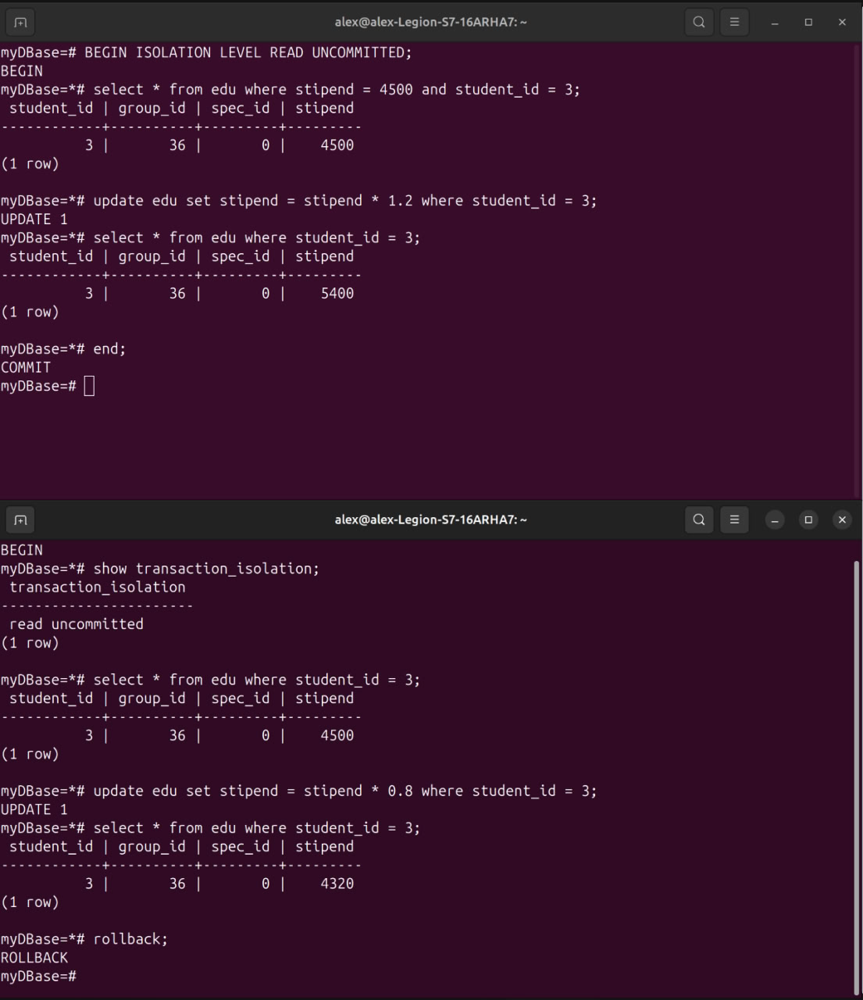 alex@alex-Legion-S7-16ARHA7: ~
myDBase=# BEGIN ISOLATION LEVEL READ UNCOMMITTED;
BEGIN
myDBase=*# select * from edu where stipend = 4500 and student_id = 3;
 student_id | group_id | spec_id | stipend
------------+----------+---------+---------
          3 |       36 |       0 |    4500
(1 row)

myDBase=*# update edu set stipend = stipend * 1.2 where student_id = 3;
UPDATE 1
myDBase=*# select * from edu where student_id = 3;
 student_id | group_id | spec_id | stipend
------------+----------+---------+---------
          3 |       36 |       0 |    5400
(1 row)

myDBase=*# end;
COMMIT
myDBase=#
alex@alex-Legion-S7-16ARHA7: ~
BEGIN
myDBase=*# show transaction_isolation;
 transaction_isolation
-----------------------
 read uncommitted
(1 row)

myDBase=*# select * from edu where student_id = 3;
 student_id | group_id | spec_id | stipend
------------+----------+---------+---------
          3 |       36 |       0 |    4500
(1 row)

myDBase=*# update edu set stipend = stipend * 0.8 where student_id = 3;
UPDATE 1
myDBase=*# select * from edu where student_id = 3;
 student_id | group_id | spec_id | stipend
------------+----------+---------+---------
          3 |       36 |       0 |    4320
(1 row)

myDBase=*# rollback;
ROLLBACK
myDBase=#